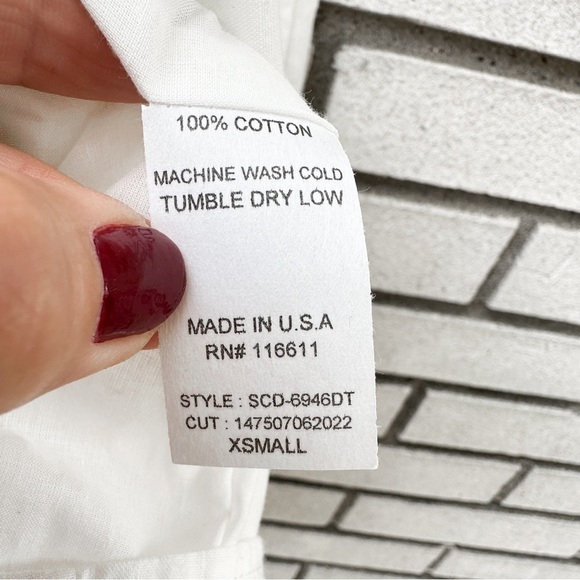 100% COTTON
MACHINE WASH COLD
TUMBLE DRY LOW
MADE IN U.S.A
RN# 116611
STYLE : SCD-6946DT
CUT : 147507062022
XSMALL